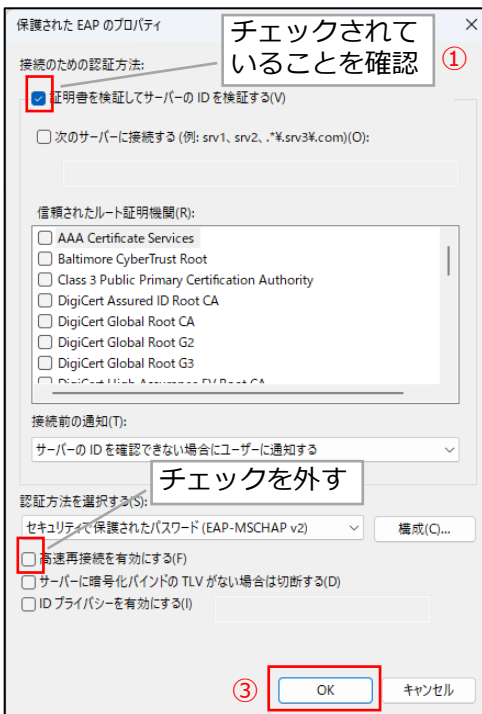 保護された EAP のプロパティ
チェックされて
いることを確認
①
接続のための認証方法:
証明書を検証してサーバーの ID を検証する(V)
次のサーバーに接続する (例: srv1、srv2、.*¥.srv3¥.com)(O):
信頼されたルート証明機関(R):
AAA Certificate Services
Baltimore CyberTrust Root
Class 3 Public Primary Certification Authority
DigiCert Assured ID Root CA
DigiCert Global Root CA
DigiCert Global Root G2
DigiCert Global Root G3
DigiCert High Assurance EV Root CA
接続前の通知(T):
サーバーの ID を確認できない場合にユーザーに通知する
チェックを外す
認証方法を選択する(S):
セキュリティで保護されたパスワード (EAP-MSCHAP v2)
構成(C)...
高速再接続を有効にする(F)
サーバーに暗号化バインドの TLV がない場合は切断する(D)
ID プライバシーを有効にする(I)
③
OK
キャンセル